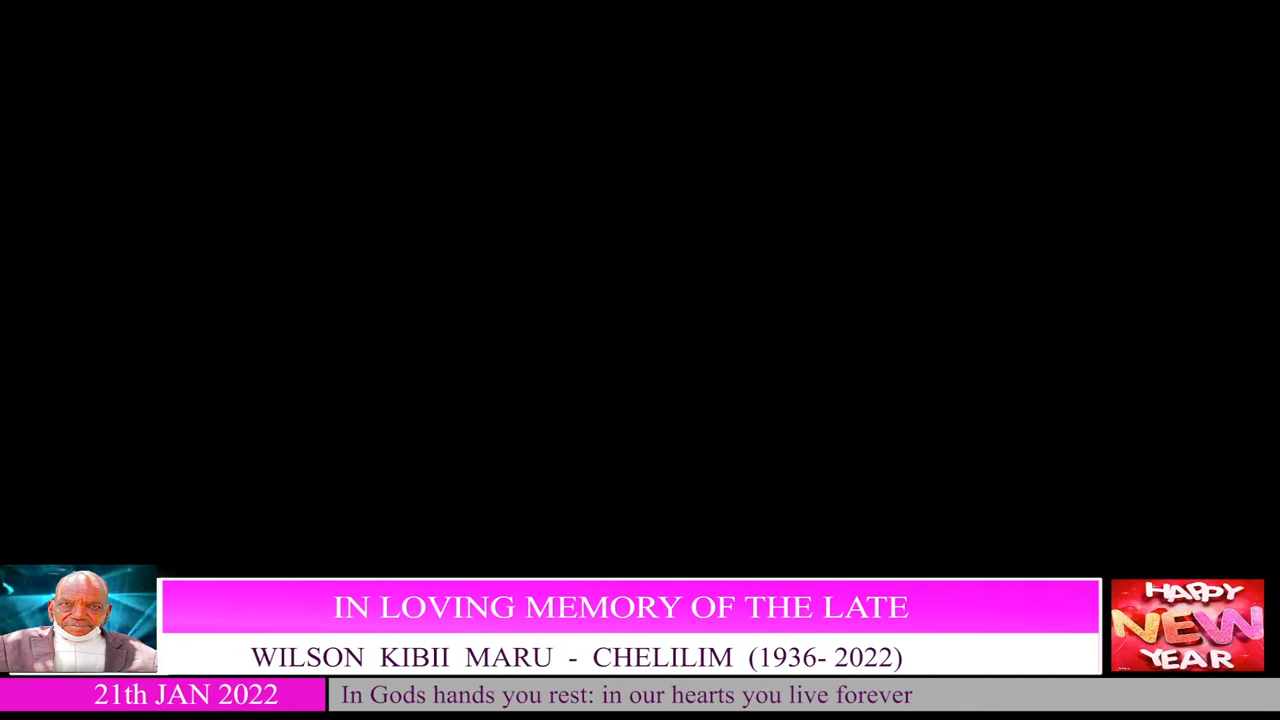 IN LOVING MEMORY OF THE LATE
WILSON KIBII MARU - CHELILIM (1936- 2022)
HAPPY
NEW
YEAR
21th JAN 2022
In Gods hands you rest: in our hearts you live forever